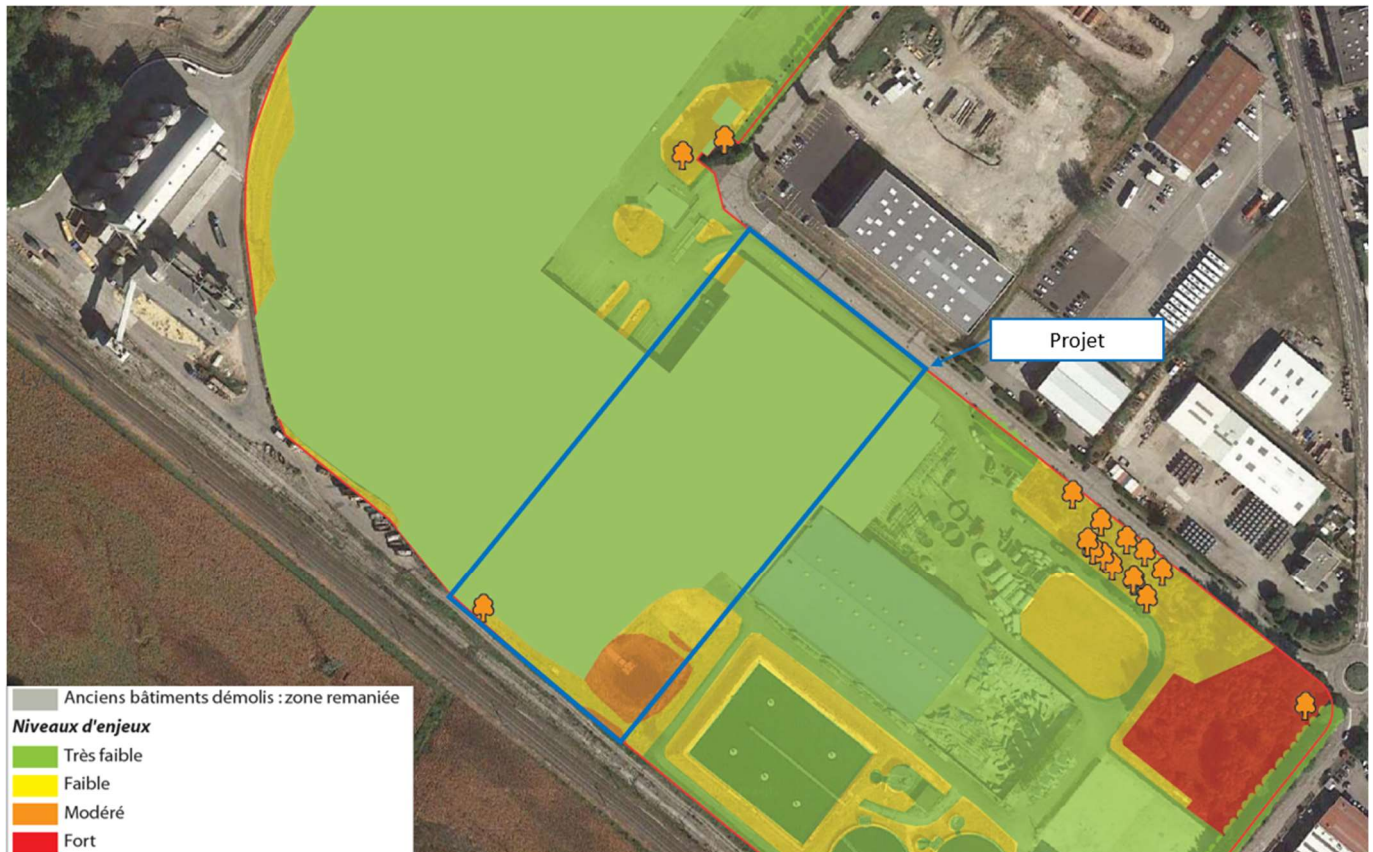 Projet
Anciens bâtiments démolis : zone remaniée
Niveaux d'enjeux
Très faible
Faible
Modéré
Fort